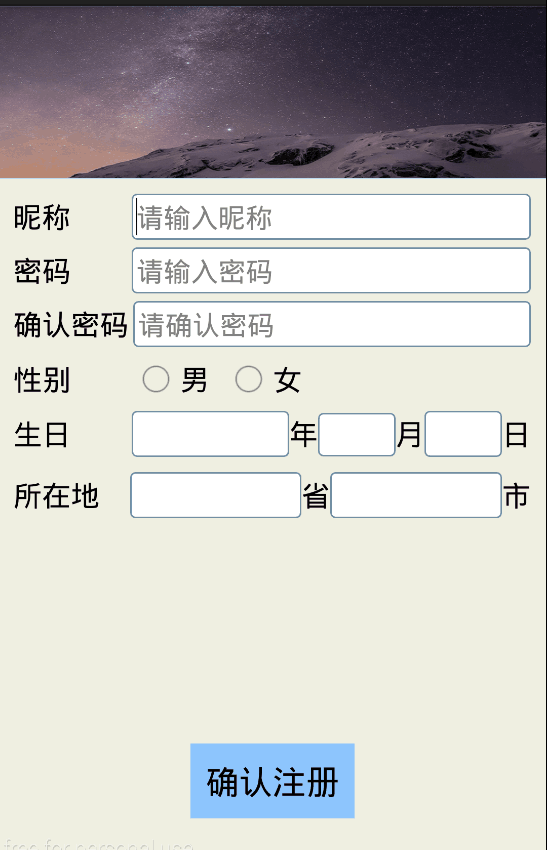 昵称 请输入昵称
密码 请输入密码
确认密码 请确认密码
性别 男 女
生日 年 月 日
所在地 省 市
确认注册